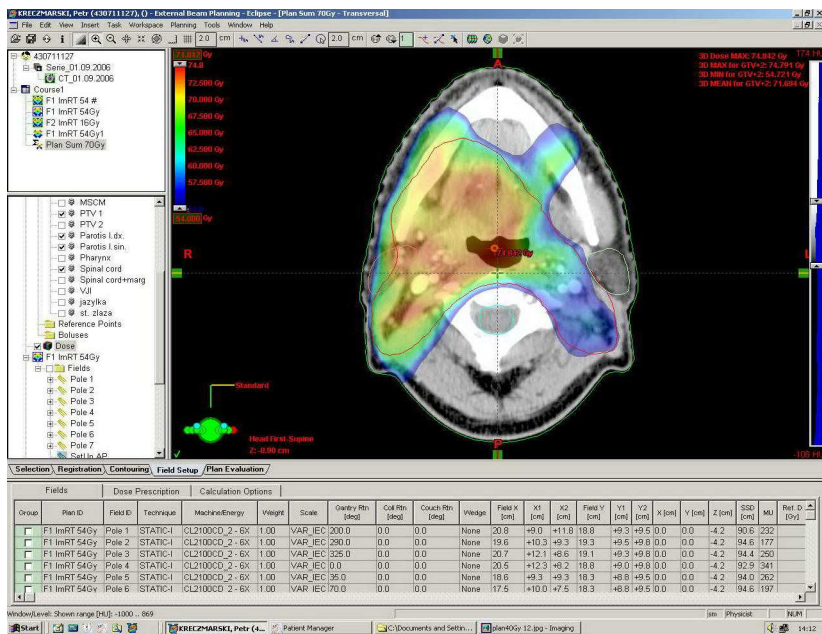 KRECZMARSKI, Petr (430711127), () - External Beam Planning - Eclipse - [Plan Sum 70Gy - Transversal]
File Edit View Insert Task Workspace Planning Tools Window Help
2.0 cm 2.0 cm 1
430711127
Serie_01.09.2006
CT_01.09.2006
Course1
F1 ImRT 54 #
F1 ImRT 54Gy
F2 ImRT 16Gy
F1 ImRT 54Gy1
Plan Sum 70Gy
MSCM
PTV 1
PTV 2
Parotis l.dx.
Parotis l.sin.
Pharynx
Spinal cord
Spinal cord+marg
VJI
jazylka
st. zlaza
Reference Points
Boluses
Dose
F1 ImRT 54Gy
Fields
Pole 1
Pole 2
Pole 3
Pole 4
Pole 5
Pole 6
Pole 7
SetUp AP
74.8
72.500 Gy
70.000 Gy
67.500 Gy
65.000 Gy
62.500 Gy
60.000 Gy
57.500 Gy
54.000 Gy
A
R
L
P
3D Dose MAX: 74.842 Gy
3D MAX for GTV+2: 74.791 Gy
3D MIN for GTV+2: 54.721 Gy
3D MEAN for GTV+2: 71.684 Gy
174 HU
Standard
Head First-Supine
Z: -0.90 cm
-106 HU
Selection Registration Contouring Field Setup Plan Evaluation
Fields Dose Prescription Calculation Options
Group Plan ID Field ID Technique Machine/Energy Weight Scale Gantry Rtn [deg] Coll Rtn [deg] Couch Rtn [deg] Wedge Field X [cm] X1 [cm] X2 [cm] Field Y [cm] Y1 [cm] Y2 [cm] X [cm] Y [cm] Z [cm] SSD [cm] MU Ref. D [Gy]
F1 ImRT 54Gy Pole 1 STATIC-I CL2100CD_2 - 6X 1.00 VAR_IEC 200.0 0.0 0.0 None 20.8 +9.0 +11.8 18.8 +9.3 +9.5 0.0 0.0 -4.2 90.6 232
F1 ImRT 54Gy Pole 2 STATIC-I CL2100CD_2 - 6X 1.00 VAR_IEC 290.0 0.0 0.0 None 19.6 +10.3 +9.3 19.3 +9.5 +9.8 0.0 0.0 -4.2 94.6 177
F1 ImRT 54Gy Pole 3 STATIC-I CL2100CD_2 - 6X 1.00 VAR_IEC 325.0 0.0 0.0 None 20.7 +12.1 +8.6 19.1 +9.3 +9.8 0.0 0.0 -4.2 94.4 250
F1 ImRT 54Gy Pole 4 STATIC-I CL2100CD_2 - 6X 1.00 VAR_IEC 0.0 0.0 0.0 None 20.5 +12.3 +8.2 18.8 +9.0 +9.8 0.0 0.0 -4.2 92.9 341
F1 ImRT 54Gy Pole 5 STATIC-I CL2100CD_2 - 6X 1.00 VAR_IEC 35.0 0.0 0.0 None 18.6 +9.3 +9.3 18.3 +8.8 +9.5 0.0 0.0 -4.2 94.0 262
F1 ImRT 54Gy Pole 6 STATIC-I CL2100CD_2 - 6X 1.00 VAR_IEC 70.0 0.0 0.0 None 17.5 +10.0 +7.5 18.3 +8.8 +9.5 0.0 0.0 -4.2 94.6 197
Window/Level: Shown range [HU]: -1000 .. 869 sm Physicist NUM
Start KRECZMARSKI, Petr (4... Patient Manager C:\Documents and Settin... plan40Gy 12.jpg - Imaging 14:12